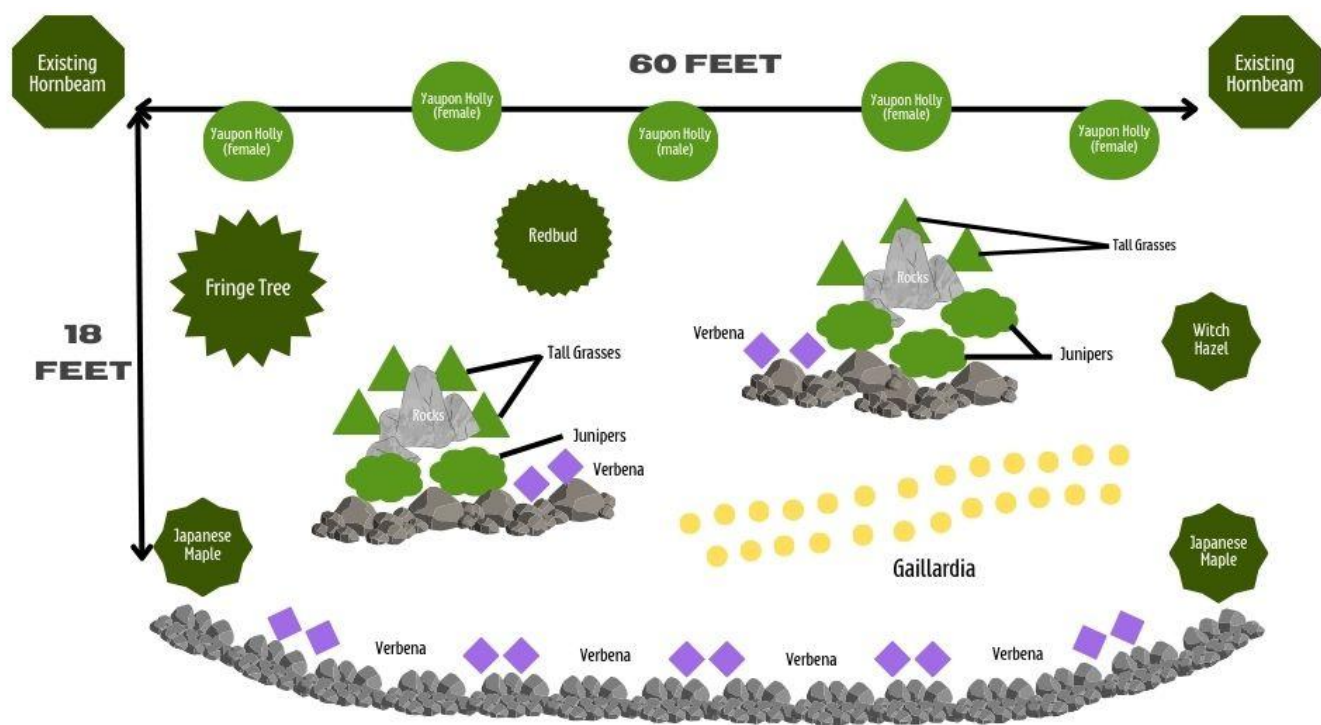 Existing
Hornbeam
60 FEET
Existing
Hornbeam
Yaupon Holly
(female)
Yaupon Holly
(female)
Yaupon Holly
(male)
Yaupon Holly
(female)
Yaupon Holly
(female)
Fringe Tree
Redbud
Rocks
Tall Grasses
18
FEET
Verbena
Junipers
Witch
Hazel
Tall Grasses
Rocks
Junipers
Verbena
Japanese
Maple
Gaillardia
Japanese
Maple
Verbena
Verbena
Verbena
Verbena